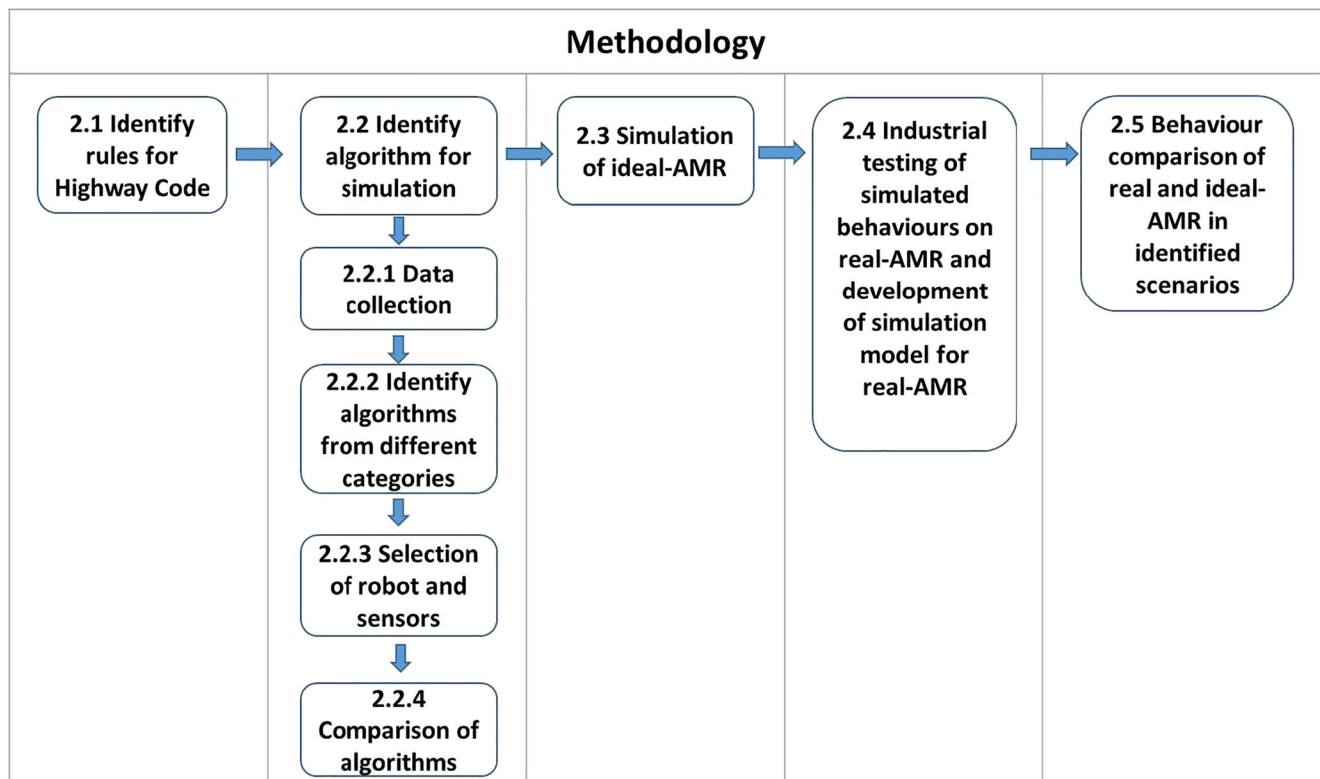 Methodology
2.1 Identify
rules for
Highway Code
2.2 Identify
algorithm for
simulation
2.2.1 Data
collection
2.2.2 Identify
algorithms
from different
categories
2.2.3 Selection
of robot and
sensors
2.2.4
Comparison of
algorithms
2.3 Simulation
of ideal-AMR
2.4 Industrial
testing of
simulated
behaviours on
real-AMR and
development
of simulation
model for
real-AMR
2.5 Behaviour
comparison of
real and ideal-
AMR in
identified
scenarios